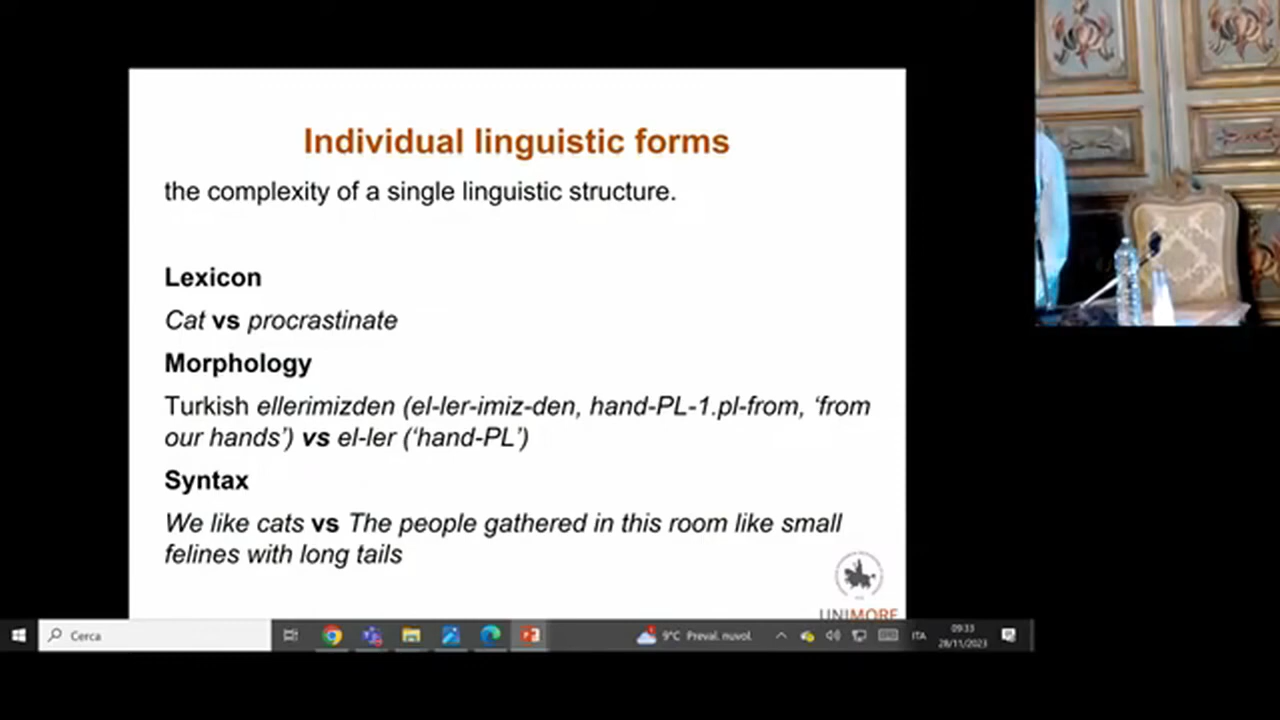 Individual linguistic forms
the complexity of a single linguistic structure.
Lexicon
Cat vs procrastinate
Morphology
Turkish ellerimizden (el-ler-imiz-den, hand-PL-1.pl-from, ‘from
our hands’) vs el-ler (‘hand-PL’)
Syntax
We like cats vs The people gathered in this room like small
felines with long tails
UNIMORE
Cerca
9°C Preval. nuvol.
ITA
09:33
28/11/2023